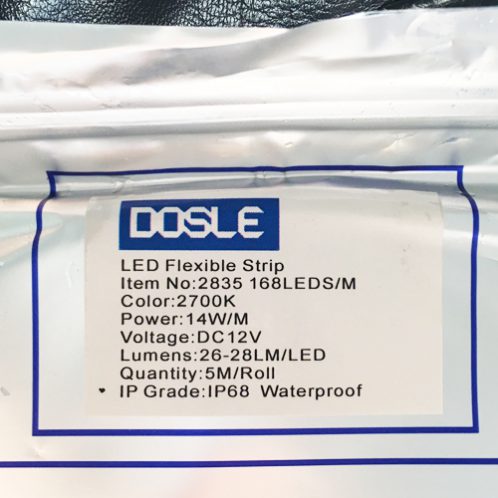 DOSLE
LED Flexible Strip
Item No:2835 168LEDS/M
Color:2700K
Power:14W/M
Voltage:DC12V
Lumens:26-28LM/LED
Quantity:5M/Roll
IP Grade:IP68 Waterproof